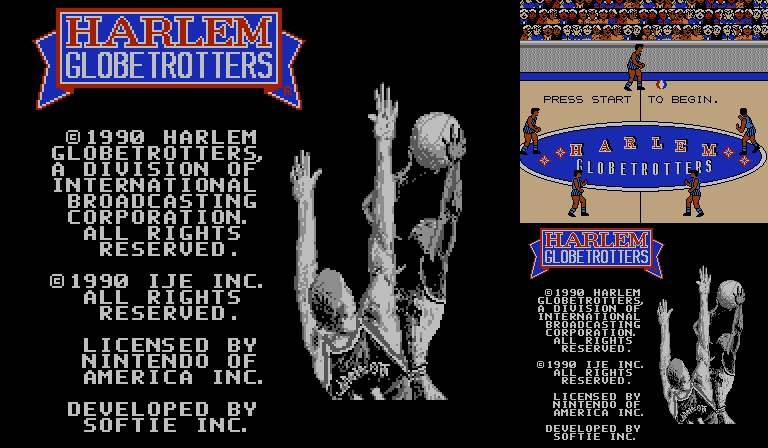 HARLEM
GLOBETROTTERS
R
©1990 HARLEM
GLOBETROTTERS,
A DIVISION OF
INTERNATIONAL
BROADCASTING
CORPORATION.
ALL RIGHTS
RESERVED.
©1990 IJE INC.
ALL RIGHTS
RESERVED.
LICENSED BY
NINTENDO OF
AMERICA INC.
DEVELOPED BY
SOFTIE INC.
PRESS START TO BEGIN.
HARLEM
GLOBETROTTERS
HARLEM
GLOBETROTTERS
©1990 HARLEM
GLOBETROTTERS,
A DIVISION OF
INTERNATIONAL
BROADCASTING
CORPORATION.
ALL RIGHTS
RESERVED.
©1990 IJE INC.
ALL RIGHTS
RESERVED.
LICENSED BY
NINTENDO OF
AMERICA INC.
DEVELOPED BY
SOFTIE INC.